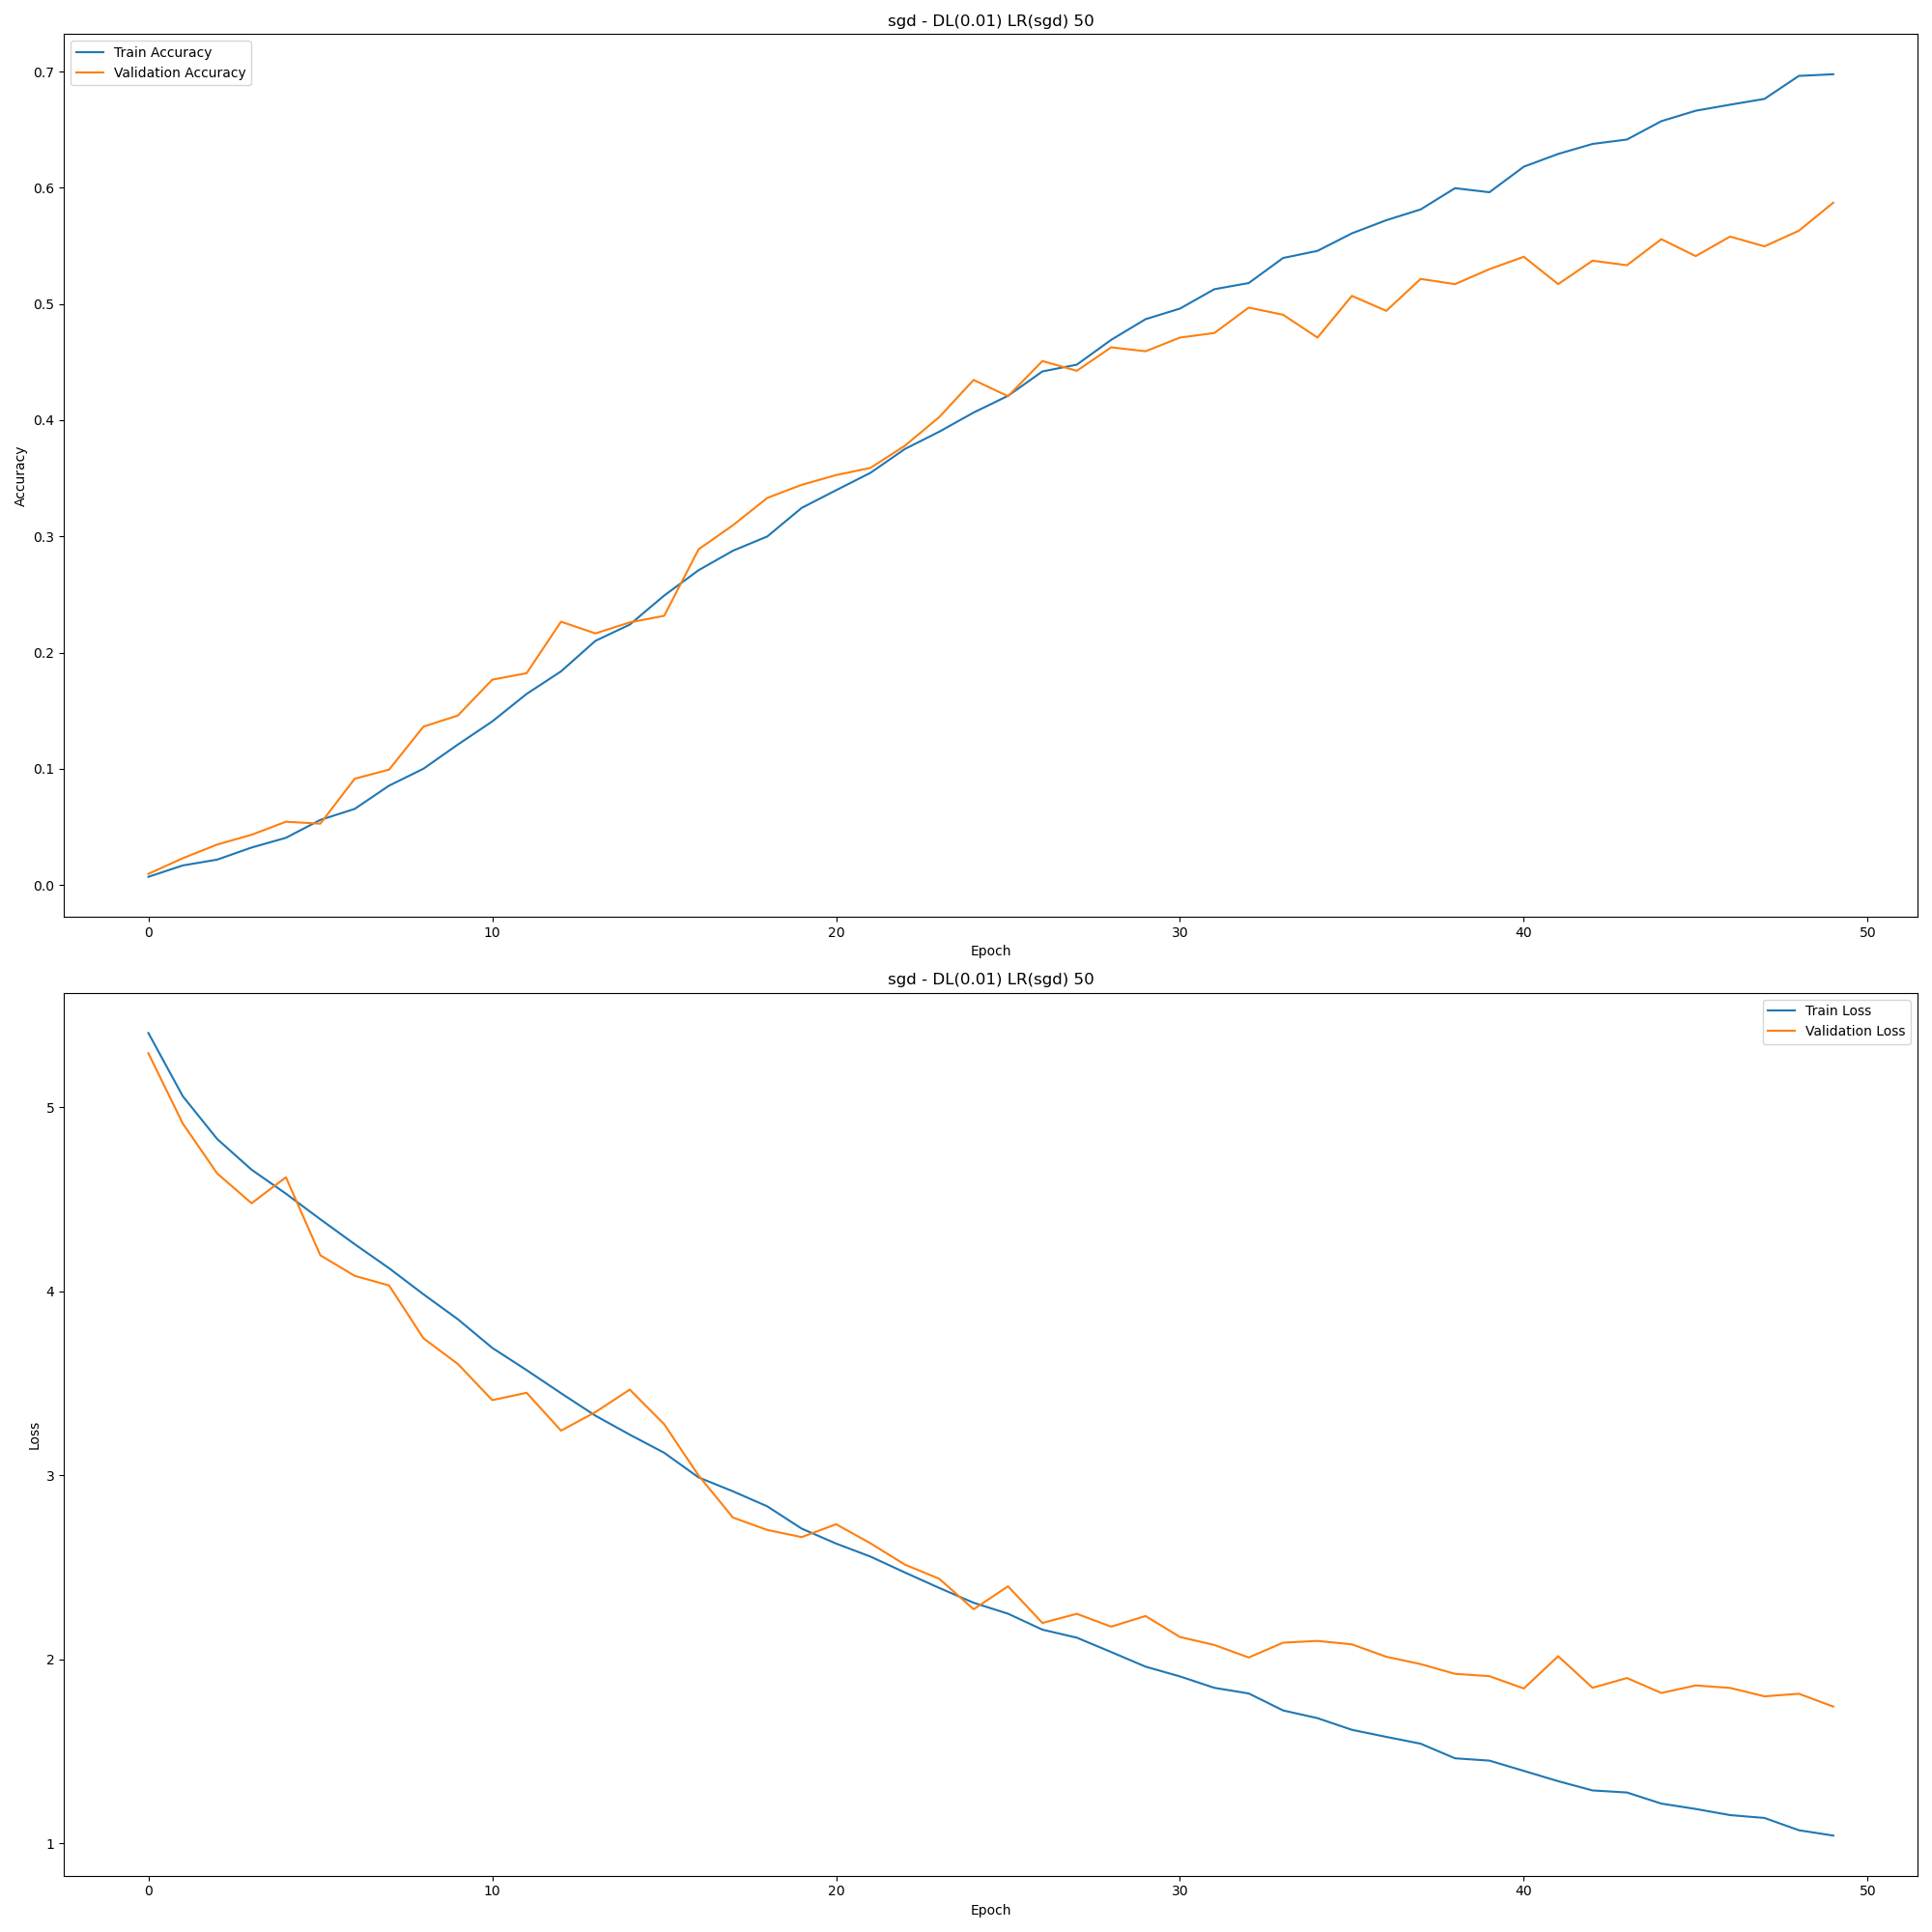 sgd - DL(0.01) LR(sgd) 50
Train Accuracy
Validation Accuracy
0.7
0.6
0.5
0.4
0.3
0.2
0.1
0.0
Accuracy
0 10 20 30 40 50
Epoch
sgd - DL(0.01) LR(sgd) 50
Train Loss
Validation Loss
5
4
3
2
1
Loss
0 10 20 30 40 50
Epoch